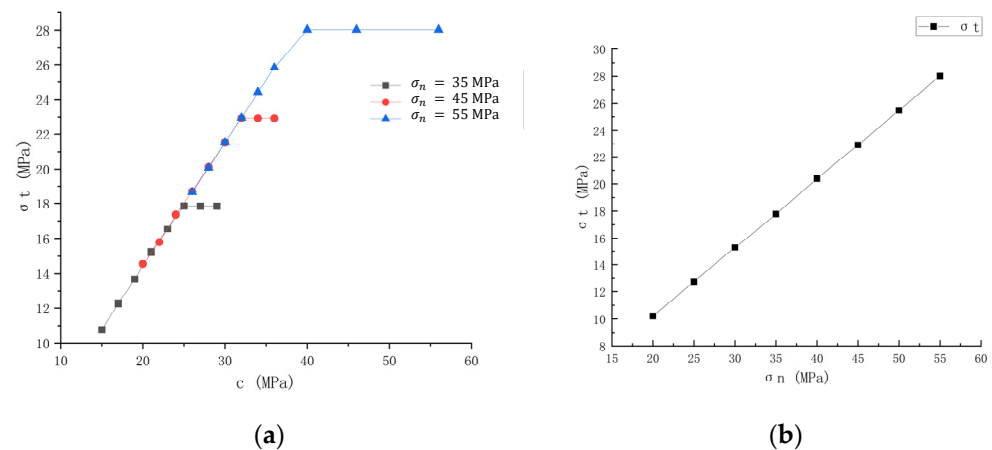 28
26
24
22
20
18
16
14
12
10
σ t (MPa)
10 20 30 40 50 60
c (MPa)
σn = 35 MPa
σn = 45 MPa
σn = 55 MPa
(a)
σ t
30
28
26
24
22
20
18
16
14
12
10
8
σ t (MPa)
15 20 25 30 35 40 45 50 55 60
σ n (MPa)
(b)